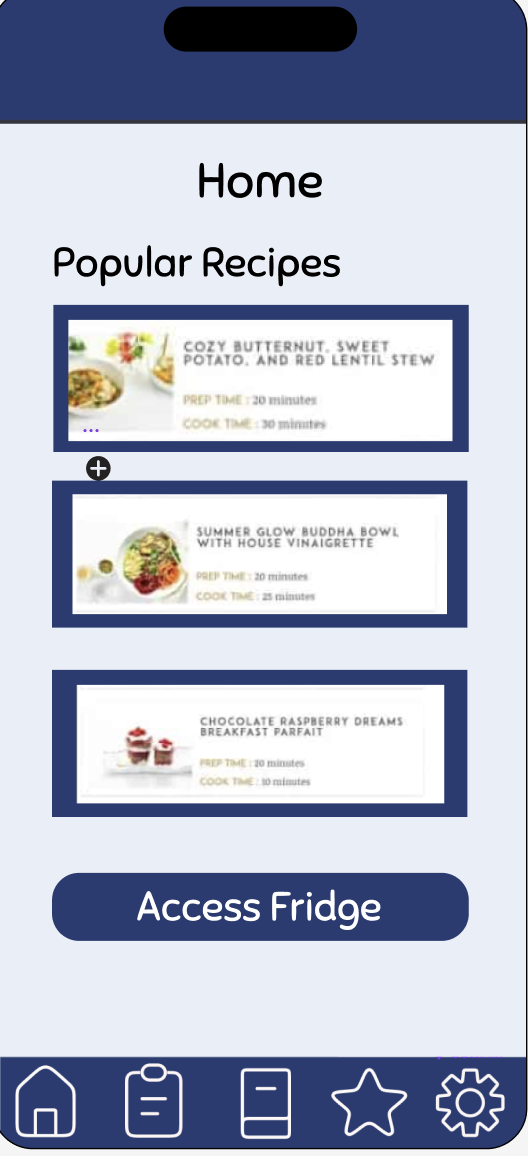 Home
Popular Recipes
COZY BUTTERNUT, SWEET
POTATO, AND RED LENTIL STEW
PREP TIME : 20 minutes
COOK TIME : 30 minutes
SUMMER GLOW BUDDHA BOWL
WITH HOUSE VINAIGRETTE
PREP TIME : 20 minutes
COOK TIME : 25 minutes
CHOCOLATE RASPBERRY DREAMS
BREAKFAST PARFAIT
PREP TIME : 20 minutes
COOK TIME : 10 minutes
Access Fridge